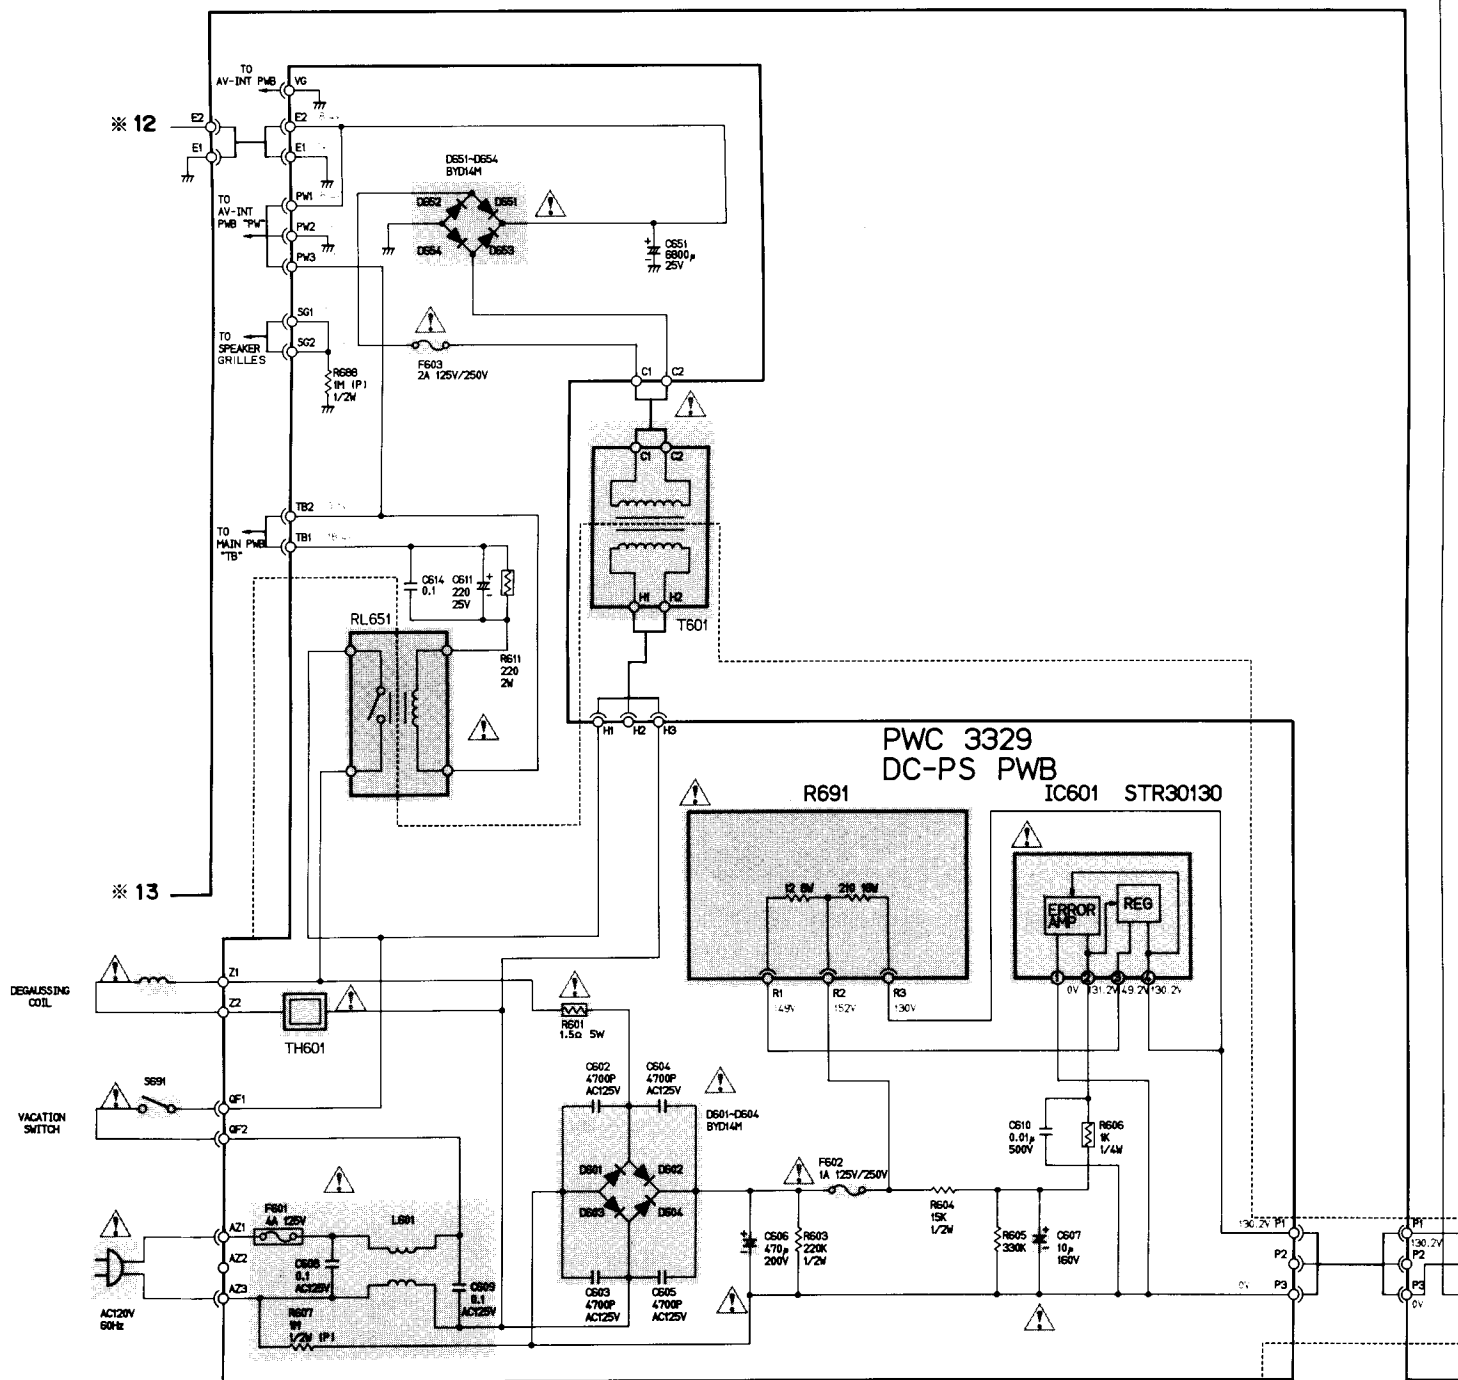 TO
AV-INT PWB
VG
※ 12
E2
E2
E1
E1
TO
AV-INT
PWB "PW"
PW1
PW2
PW3
D651~D654
BYD14M
D652
D651
D654
D653
C651
6800μ
25V
SG1
SG2
TO
SPEAKER
GRILLES
R688
1M (P)
1/2W
F603
2A 125V/250V
C1
C2
C1
C2
TB2
TB1
TO
MAIN PWB
"TB"
C614
0.1
C611
220
25V
H1
H2
T601
RL651
R611
220
2W
H1
H2
H3
PWC 3329
DC-PS PWB
R691
IC601 STR30130
12 8W
210 18W
ERROR
AMP
REG
※ 13
DEGAUSSING
COIL
Z1
Z2
TH601
R601
1.5Ω 5W
R1
R2
R3
149V
152V
130V
0V
131.2V
149.2V
130.2V
S691
VACATION
SWITCH
QF1
QF2
C602
4700P
AC125V
C604
4700P
AC125V
D601~D604
BYD14M
C610
0.01μ
500V
R606
1K
1/4W
D601
D602
D603
D604
F602
1A 125V/250V
R604
15K
1/2W
F601
4A 125V
L601
AZ1
AZ2
AZ3
C608
0.1
AC125V
C609
0.1
AC125V
C606
470μ
200V
R603
220K
1/2W
R605
330K
C607
10μ
160V
130.2V
P1
P2
P3
0V
P1
130.2V
P2
P3
0V
C603
4700P
AC125V
C605
4700P
AC125V
AC120V
60Hz
R607
1M
1/2W (P)